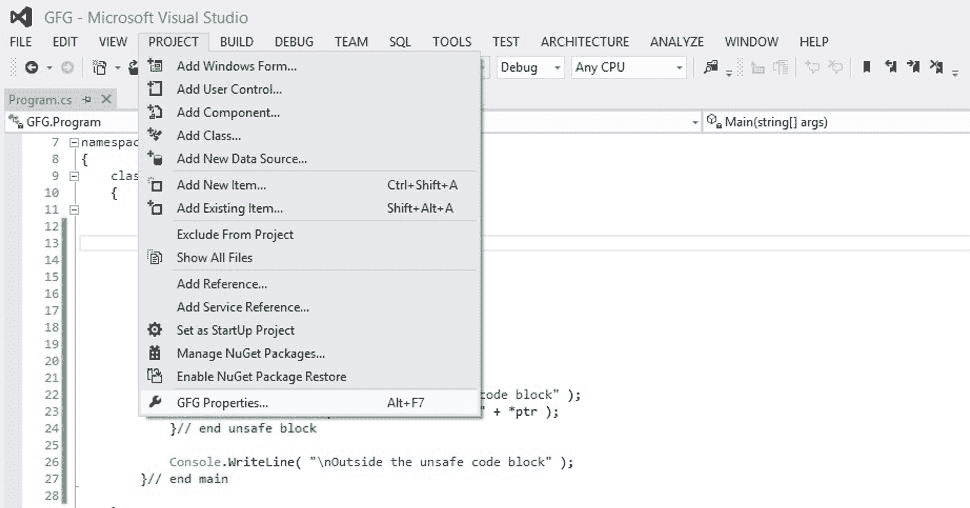 GFG - Microsoft Visual Studio
FILE EDIT VIEW PROJECT BUILD DEBUG TEAM SQL TOOLS TEST ARCHITECTURE ANALYZE WINDOW HELP
Debug Any CPU
Program.cs
GFG.Program Main(string[] args)
Add Windows Form...
Add User Control...
Add Component...
Add Class...
Add New Data Source...
Add New Item... Ctrl+Shift+A
Add Existing Item... Shift+Alt+A
Exclude From Project
Show All Files
Add Reference...
Add Service Reference...
Set as StartUp Project
Manage NuGet Packages...
Enable NuGet Package Restore
GFG Properties... Alt+F7
7 namespac
8 {
9 clas
10 {
11
12
13
14
15
16
17
18
19
20
21
22 code block" );
23 " + *ptr );
24 }// end unsafe block
25
26 Console.WriteLine( "\nOutside the unsafe code block" );
27 }// end main
28